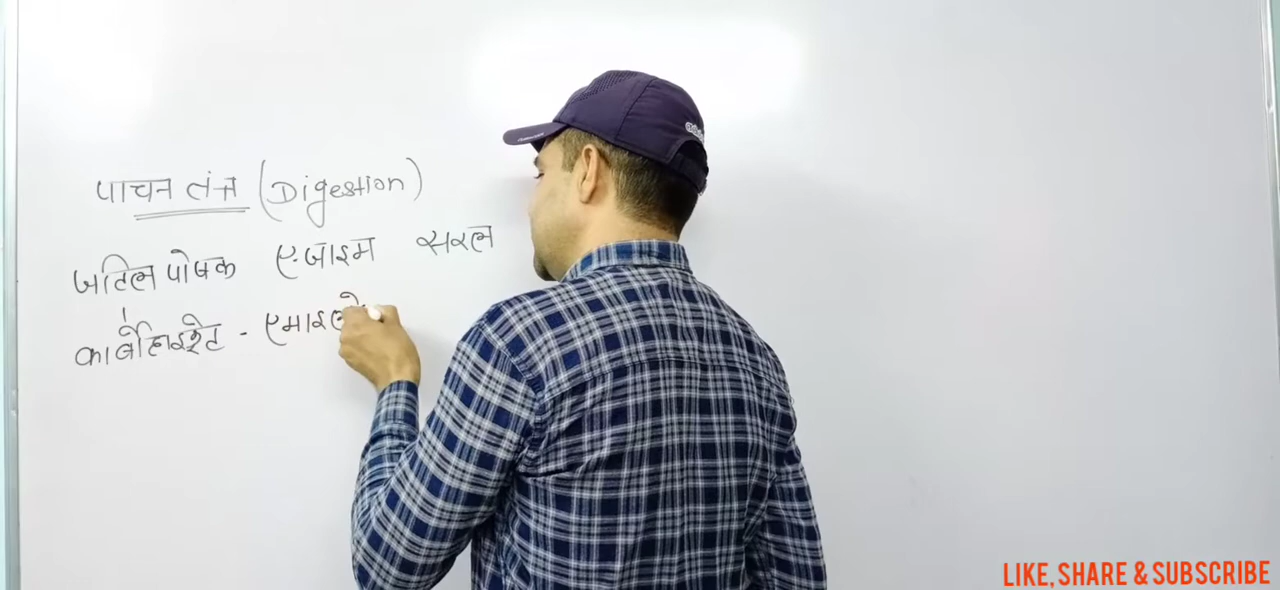 पाचन तंत्र (Digestion)
जटिल पोषक एंजाइम सरल
कार्बोहाइड्रेट - एमाइले
LIKE, SHARE & SUBSCRIBE